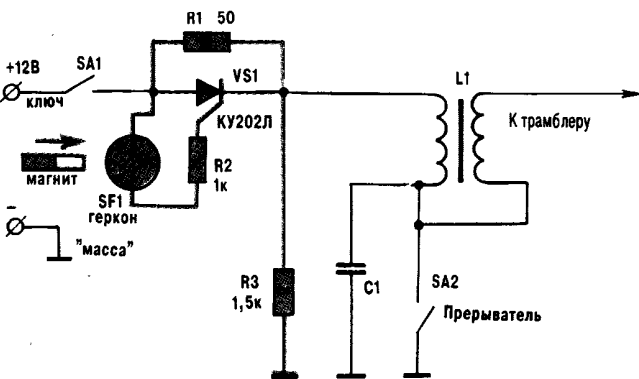 R1 50
+12В
SA1
VS1
L1
ключ
К трамблеру
КУ202Л
магнит
R2
1к
SF1
геркон
–
"масса"
R3
1,5к
C1
SA2
Прерыватель